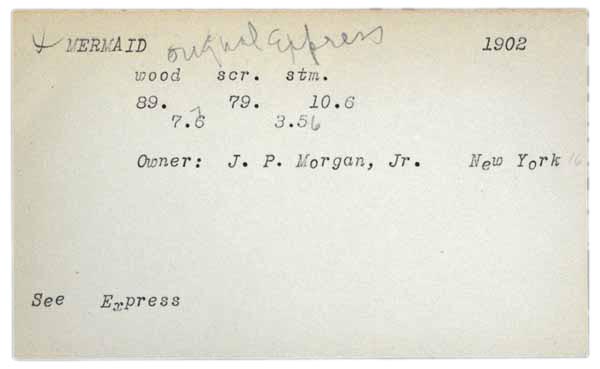 MERMAID original Express 1902
wood scr. stm.
89. 79. 10.6
7.6 3.56
Owner: J. P. Morgan, Jr. New York 16
See Express